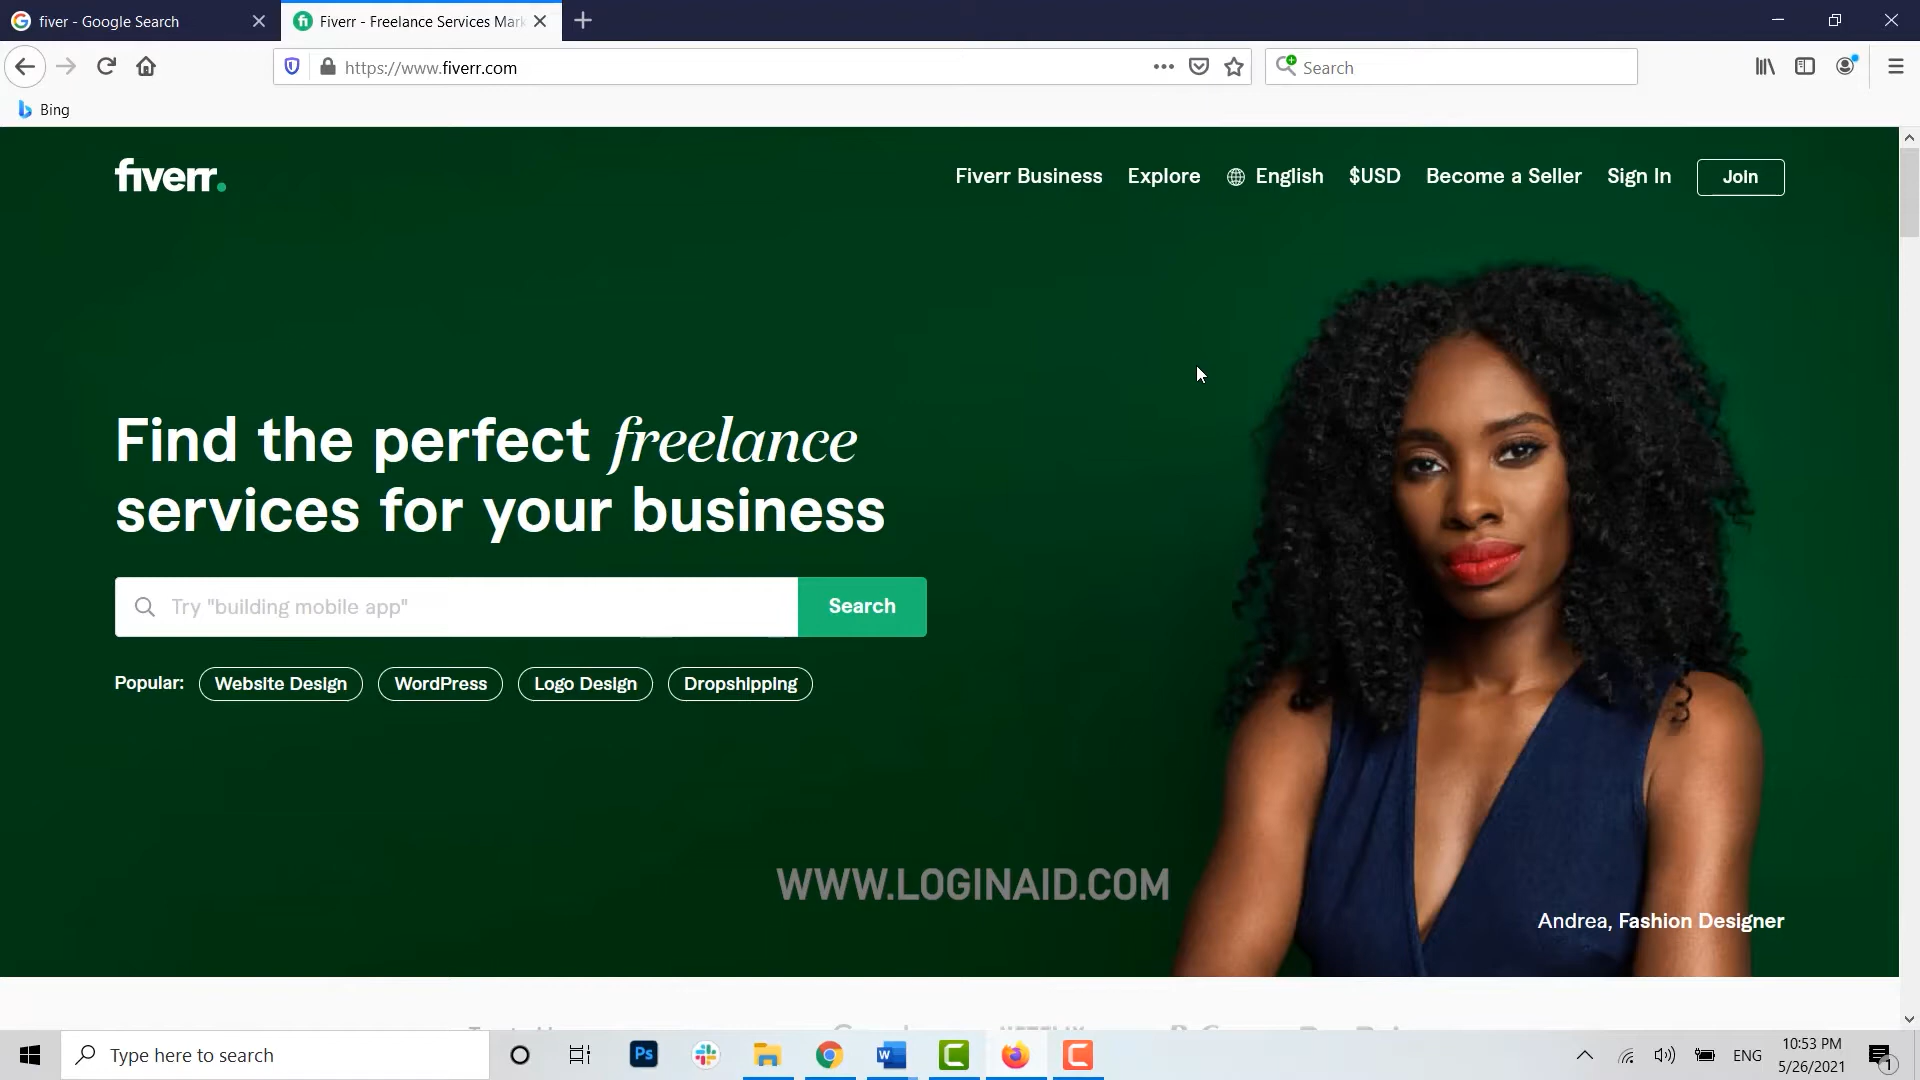 fiver - Google Search
Fiverr - Freelance Services Mark
https://www.fiverr.com
Search
Bing
fiverr.
Fiverr Business
Explore
English
$USD
Become a Seller
Sign In
Join
Find the perfect freelance
services for your business
Try "building mobile app"
Search
Popular:
Website Design
WordPress
Logo Design
Dropshipping
WWW.LOGINAID.COM
Andrea, Fashion Designer
Type here to search
Ps
ENG
10:53 PM
5/26/2021
1